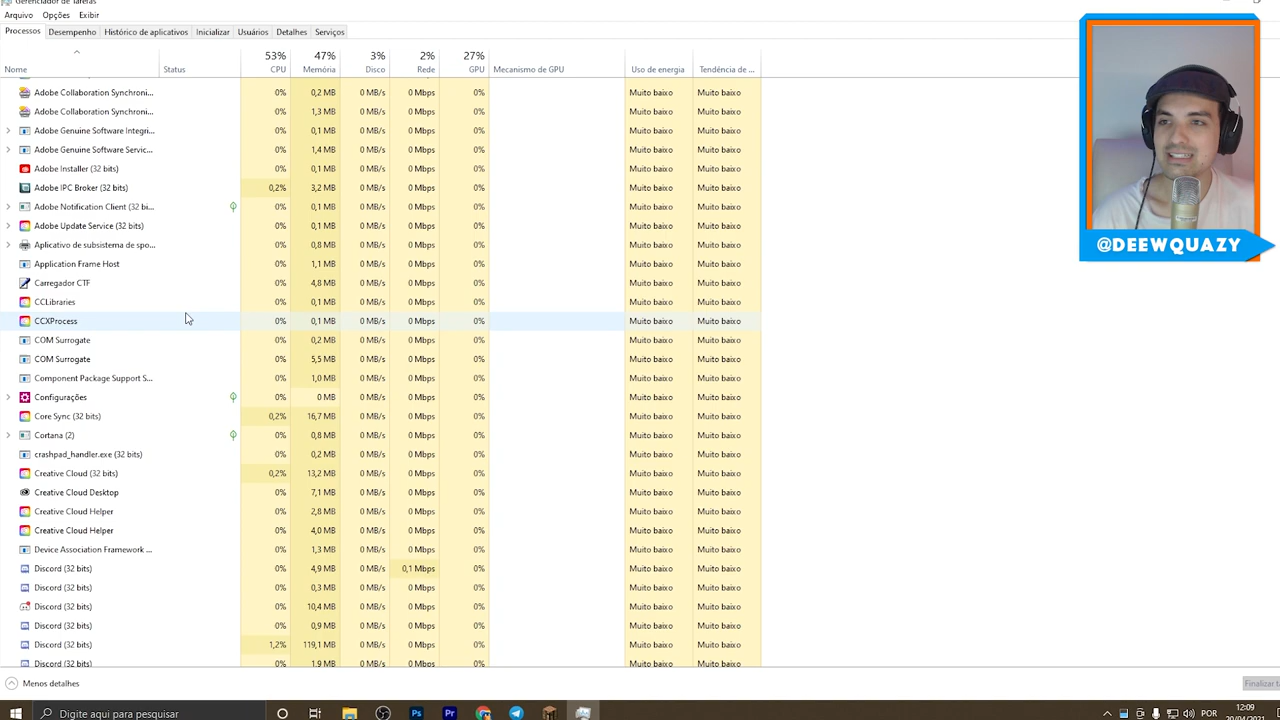 Gerenciador de Tarefas
Arquivo Opções Exibir
Processos Desempenho Histórico de aplicativos Inicializar Usuários Detalhes Serviços
53% 47% 3% 2% 27%
Nome Status CPU Memória Disco Rede GPU Mecanismo de GPU Uso de energia Tendência de ...
Adobe Collaboration Synchroni... 0% 0,2 MB 0 MB/s 0 Mbps 0% Muito baixo Muito baixo
Adobe Collaboration Synchroni... 0% 1,3 MB 0 MB/s 0 Mbps 0% Muito baixo Muito baixo
Adobe Genuine Software Integri... 0% 0,1 MB 0 MB/s 0 Mbps 0% Muito baixo Muito baixo
Adobe Genuine Software Servic... 0% 1,4 MB 0 MB/s 0 Mbps 0% Muito baixo Muito baixo
Adobe Installer (32 bits) 0% 0,1 MB 0 MB/s 0 Mbps 0% Muito baixo Muito baixo
Adobe IPC Broker (32 bits) 0,2% 3,2 MB 0 MB/s 0 Mbps 0% Muito baixo Muito baixo
Adobe Notification Client (32 bi... 0% 0,1 MB 0 MB/s 0 Mbps 0% Muito baixo Muito baixo
Adobe Update Service (32 bits) 0% 0,1 MB 0 MB/s 0 Mbps 0% Muito baixo Muito baixo
Aplicativo de subsistema de spo... 0% 0,8 MB 0 MB/s 0 Mbps 0% Muito baixo Muito baixo
Application Frame Host 0% 1,1 MB 0 MB/s 0 Mbps 0% Muito baixo Muito baixo
Carregador CTF 0% 4,8 MB 0 MB/s 0 Mbps 0% Muito baixo Muito baixo
CCLibraries 0% 0,1 MB 0 MB/s 0 Mbps 0% Muito baixo Muito baixo
CCXProcess 0% 0,1 MB 0 MB/s 0 Mbps 0% Muito baixo Muito baixo
COM Surrogate 0% 0,2 MB 0 MB/s 0 Mbps 0% Muito baixo Muito baixo
COM Surrogate 0% 5,5 MB 0 MB/s 0 Mbps 0% Muito baixo Muito baixo
Component Package Support S... 0% 1,0 MB 0 MB/s 0 Mbps 0% Muito baixo Muito baixo
Configurações 0% 0 MB 0 MB/s 0 Mbps 0% Muito baixo Muito baixo
Core Sync (32 bits) 0,2% 16,7 MB 0 MB/s 0 Mbps 0% Muito baixo Muito baixo
Cortana (2) 0% 0,8 MB 0 MB/s 0 Mbps 0% Muito baixo Muito baixo
crashpad_handler.exe (32 bits) 0% 0,2 MB 0 MB/s 0 Mbps 0% Muito baixo Muito baixo
Creative Cloud (32 bits) 0,2% 13,2 MB 0 MB/s 0 Mbps 0% Muito baixo Muito baixo
Creative Cloud Desktop 0% 7,1 MB 0 MB/s 0 Mbps 0% Muito baixo Muito baixo
Creative Cloud Helper 0% 2,8 MB 0 MB/s 0 Mbps 0% Muito baixo Muito baixo
Creative Cloud Helper 0% 4,0 MB 0 MB/s 0 Mbps 0% Muito baixo Muito baixo
Device Association Framework ... 0% 1,3 MB 0 MB/s 0 Mbps 0% Muito baixo Muito baixo
Discord (32 bits) 0% 4,9 MB 0 MB/s 0,1 Mbps 0% Muito baixo Muito baixo
Discord (32 bits) 0% 0,3 MB 0 MB/s 0 Mbps 0% Muito baixo Muito baixo
Discord (32 bits) 0% 10,4 MB 0 MB/s 0 Mbps 0% Muito baixo Muito baixo
Discord (32 bits) 0% 0,9 MB 0 MB/s 0 Mbps 0% Muito baixo Muito baixo
Discord (32 bits) 1,2% 119,1 MB 0 MB/s 0 Mbps 0% Muito baixo Muito baixo
Discord (32 bits) 0% 1,9 MB 0 MB/s 0 Mbps 0% Muito baixo Muito baixo
@DEEWQUAZY
Menos detalhes
Finalizar ta
Digite aqui para pesquisar
Ps Pr
POR
12:09
20/04/2021